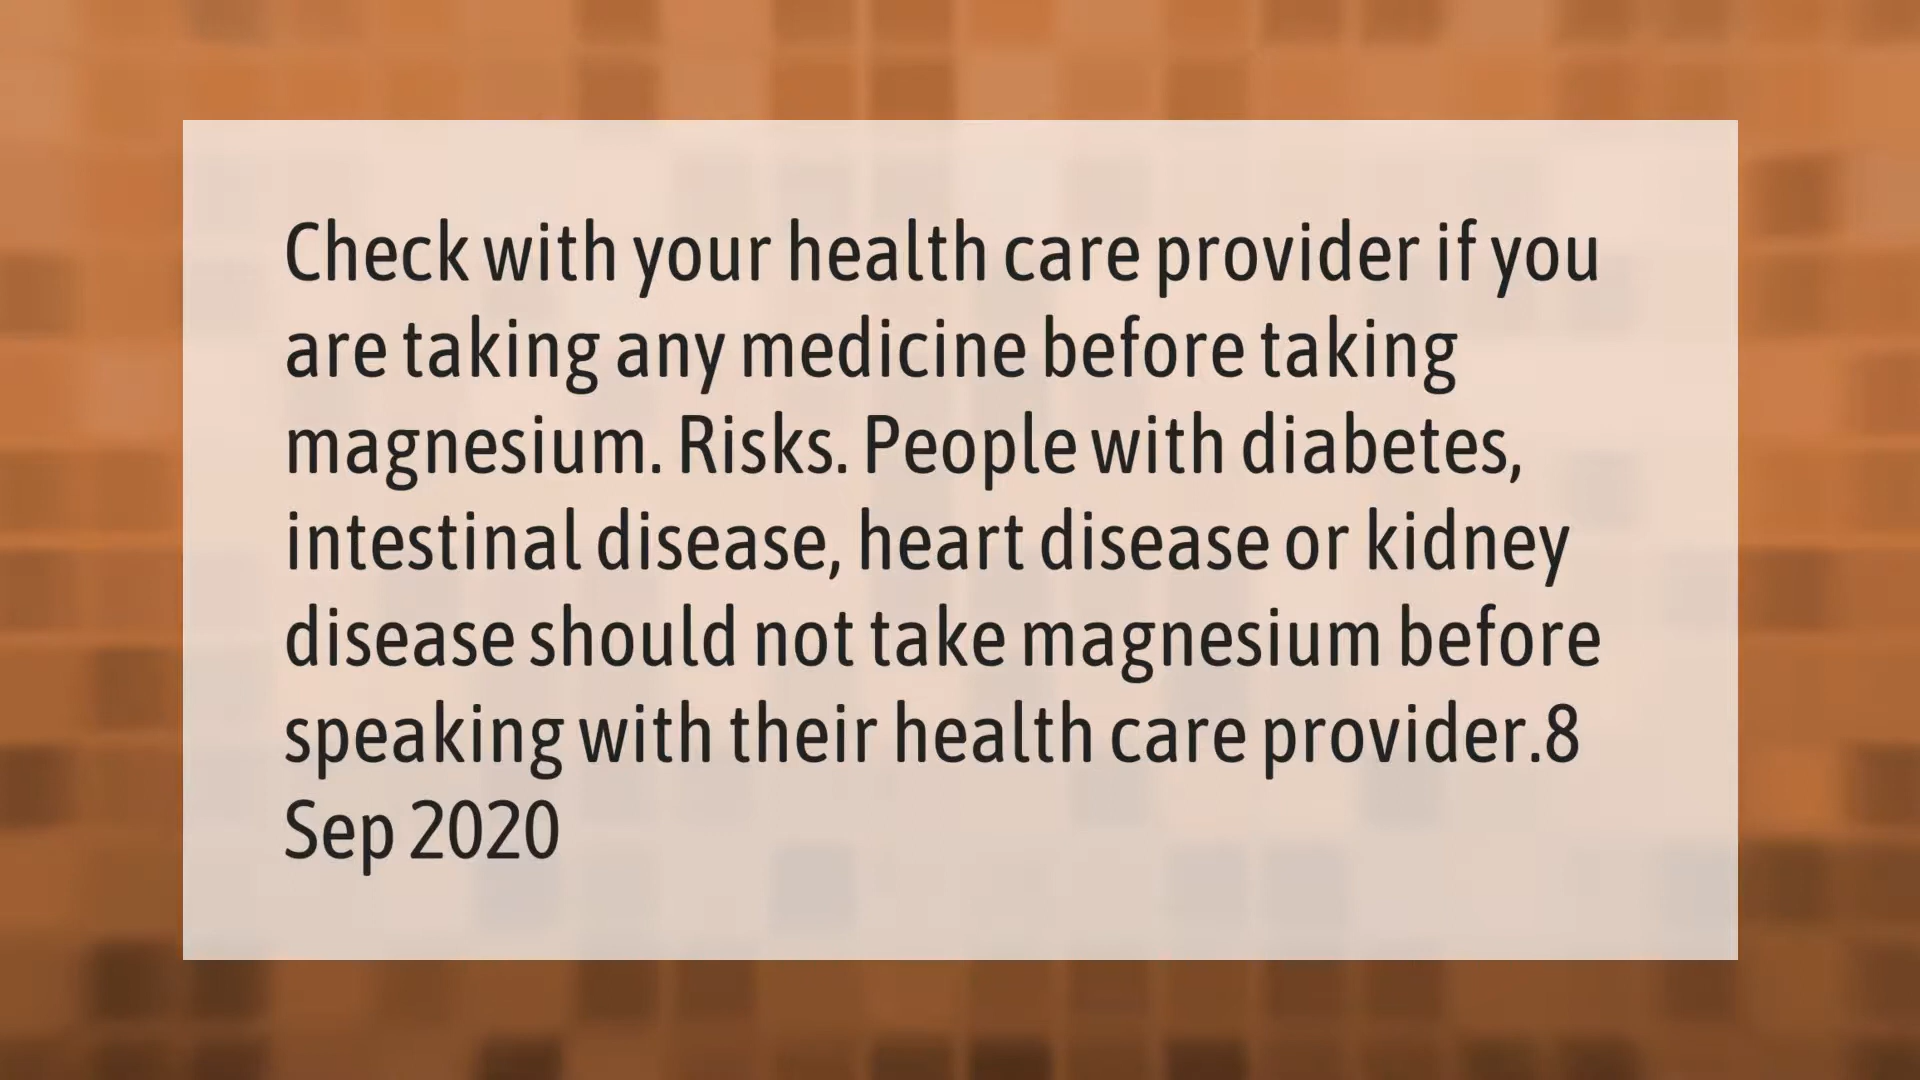 Check with your health care provider if you
are taking any medicine before taking
magnesium. Risks. People with diabetes,
intestinal disease, heart disease or kidney
disease should not take magnesium before
speaking with their health care provider.8
Sep 2020